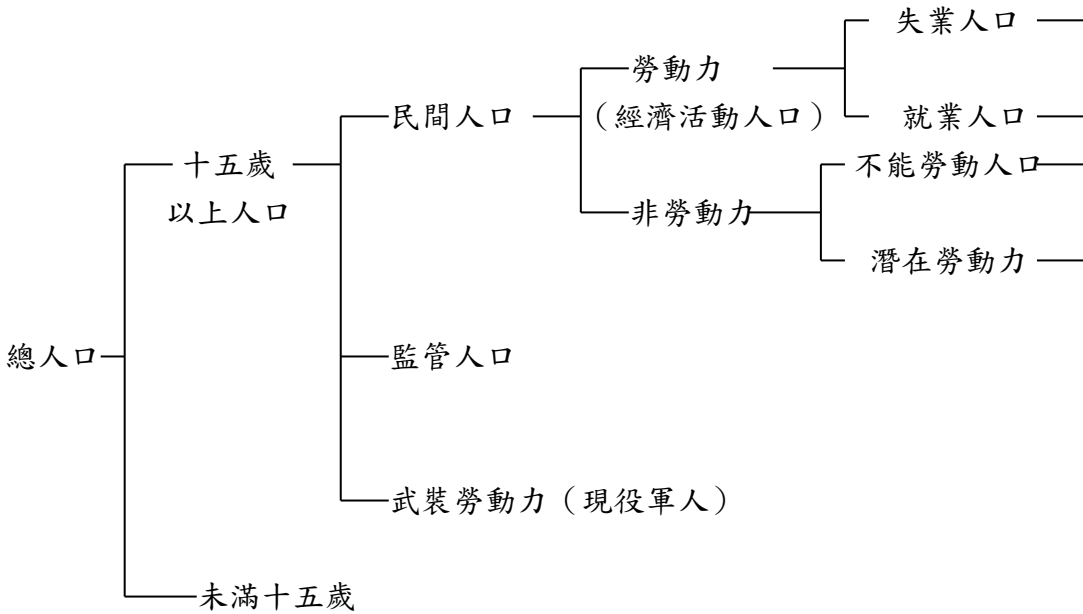 失業人口
勞動力
民間人口
（經濟活動人口）
就業人口
十五歲
不能勞動人口
以上人口
非勞動力
潛在勞動力
總人口
監管人口
武裝勞動力（現役軍人）
未滿十五歲